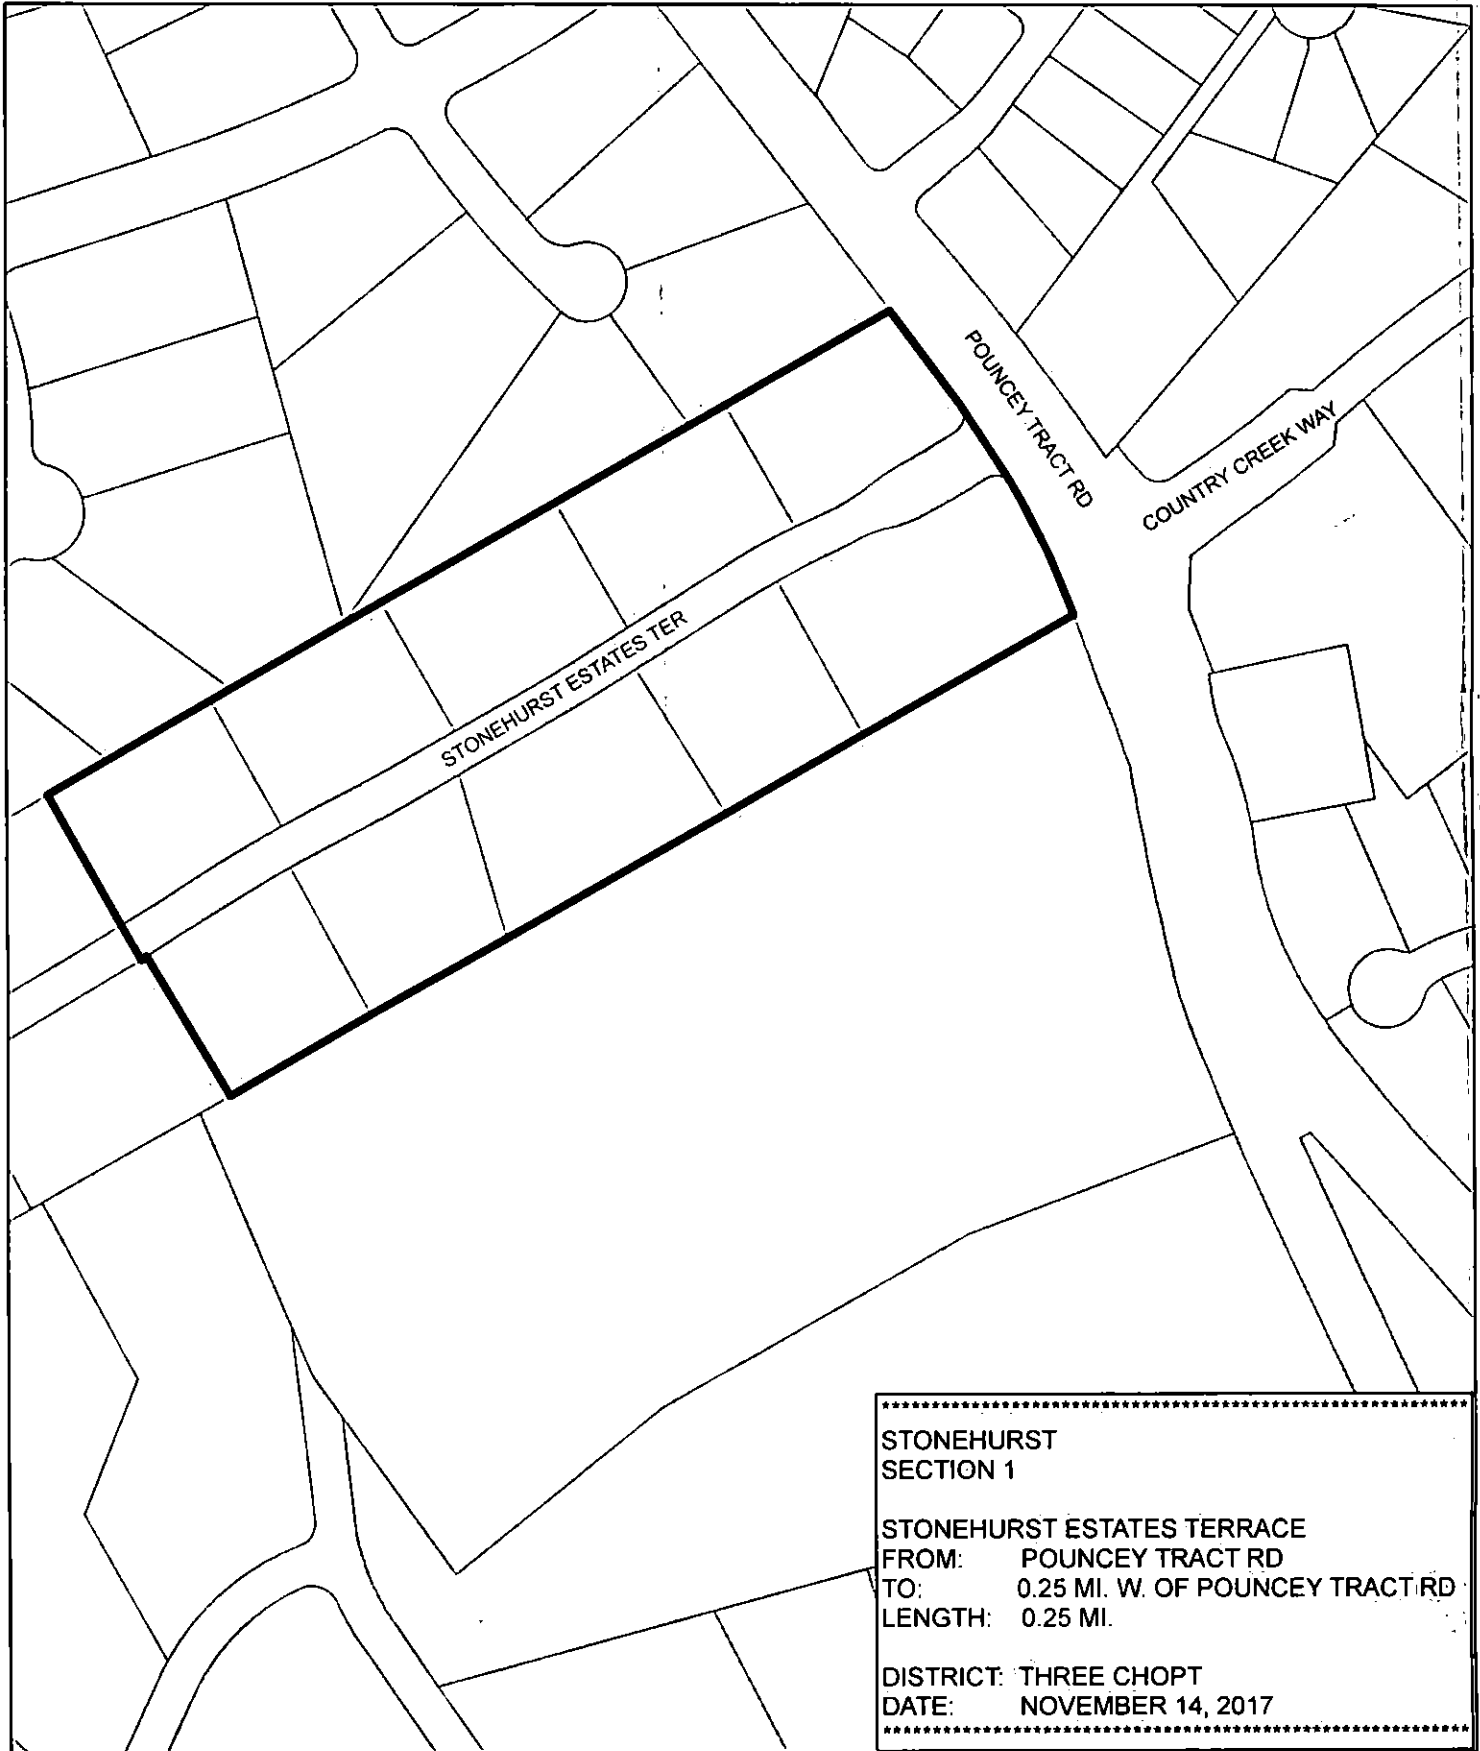 POUNCEY TRACT RD
COUNTRY CREEK WAY
STONEHURST ESTATES TER
STONEHURST
SECTION 1
STONEHURST ESTATES TERRACE
FROM: POUNCEY TRACT RD
TO: 0.25 MI. W. OF POUNCEY TRACT RD
LENGTH: 0.25 MI.
DISTRICT: THREE CHOPT
DATE: NOVEMBER 14, 2017